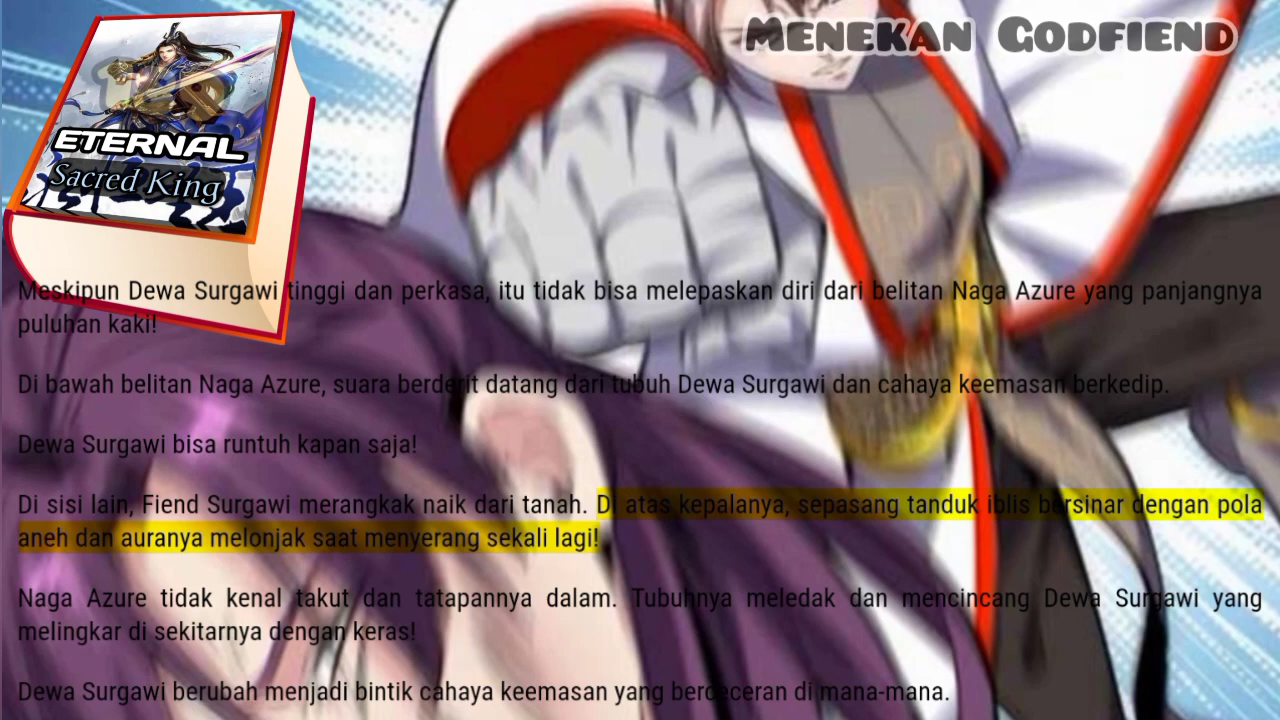 Menekan Godfiend
ETERNAL
Sacred King
Meskipun Dewa Surgawi tinggi dan perkasa, itu tidak bisa melepaskan diri dari belitan Naga Azure yang panjangnya
puluhan kaki!
Di bawah belitan Naga Azure, suara berderit datang dari tubuh Dewa Surgawi dan cahaya keemasan berkedip.
Dewa Surgawi bisa runtuh kapan saja!
Di sisi lain, Fiend Surgawi merangkak naik dari tanah. Di atas kepalanya, sepasang tanduk iblis bersinar dengan pola
aneh dan auranya melonjak saat menyerang sekali lagi!
Naga Azure tidak kenal takut dan tatapannya dalam. Tubuhnya meledak dan mencincang Dewa Surgawi yang
melingkar di sekitarnya dengan keras!
Dewa Surgawi berubah menjadi bintik cahaya keemasan yang berceceran di mana-mana.